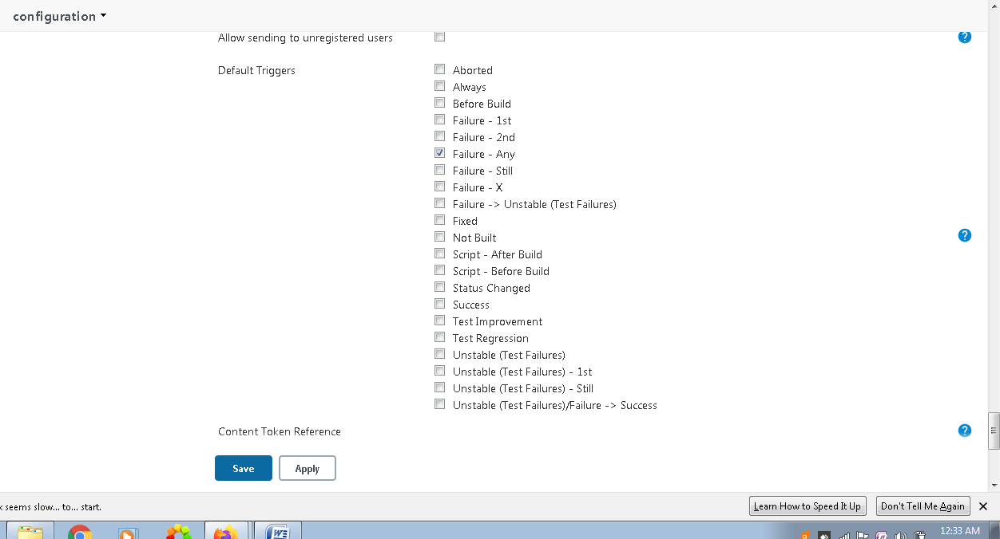 configuration
Allow sending to unregistered users
Default Triggers
Aborted
Always
Before Build
Failure - 1st
Failure - 2nd
Failure - Any
Failure - Still
Failure - X
Failure -> Unstable (Test Failures)
Fixed
Not Built
Script - After Build
Script - Before Build
Status Changed
Success
Test Improvement
Test Regression
Unstable (Test Failures)
Unstable (Test Failures) - 1st
Unstable (Test Failures) - Still
Unstable (Test Failures)/Failure -> Success
Content Token Reference
Save Apply
seems slow... to... start. Learn How to Speed It Up Don't Tell Me Again
12:33 AM